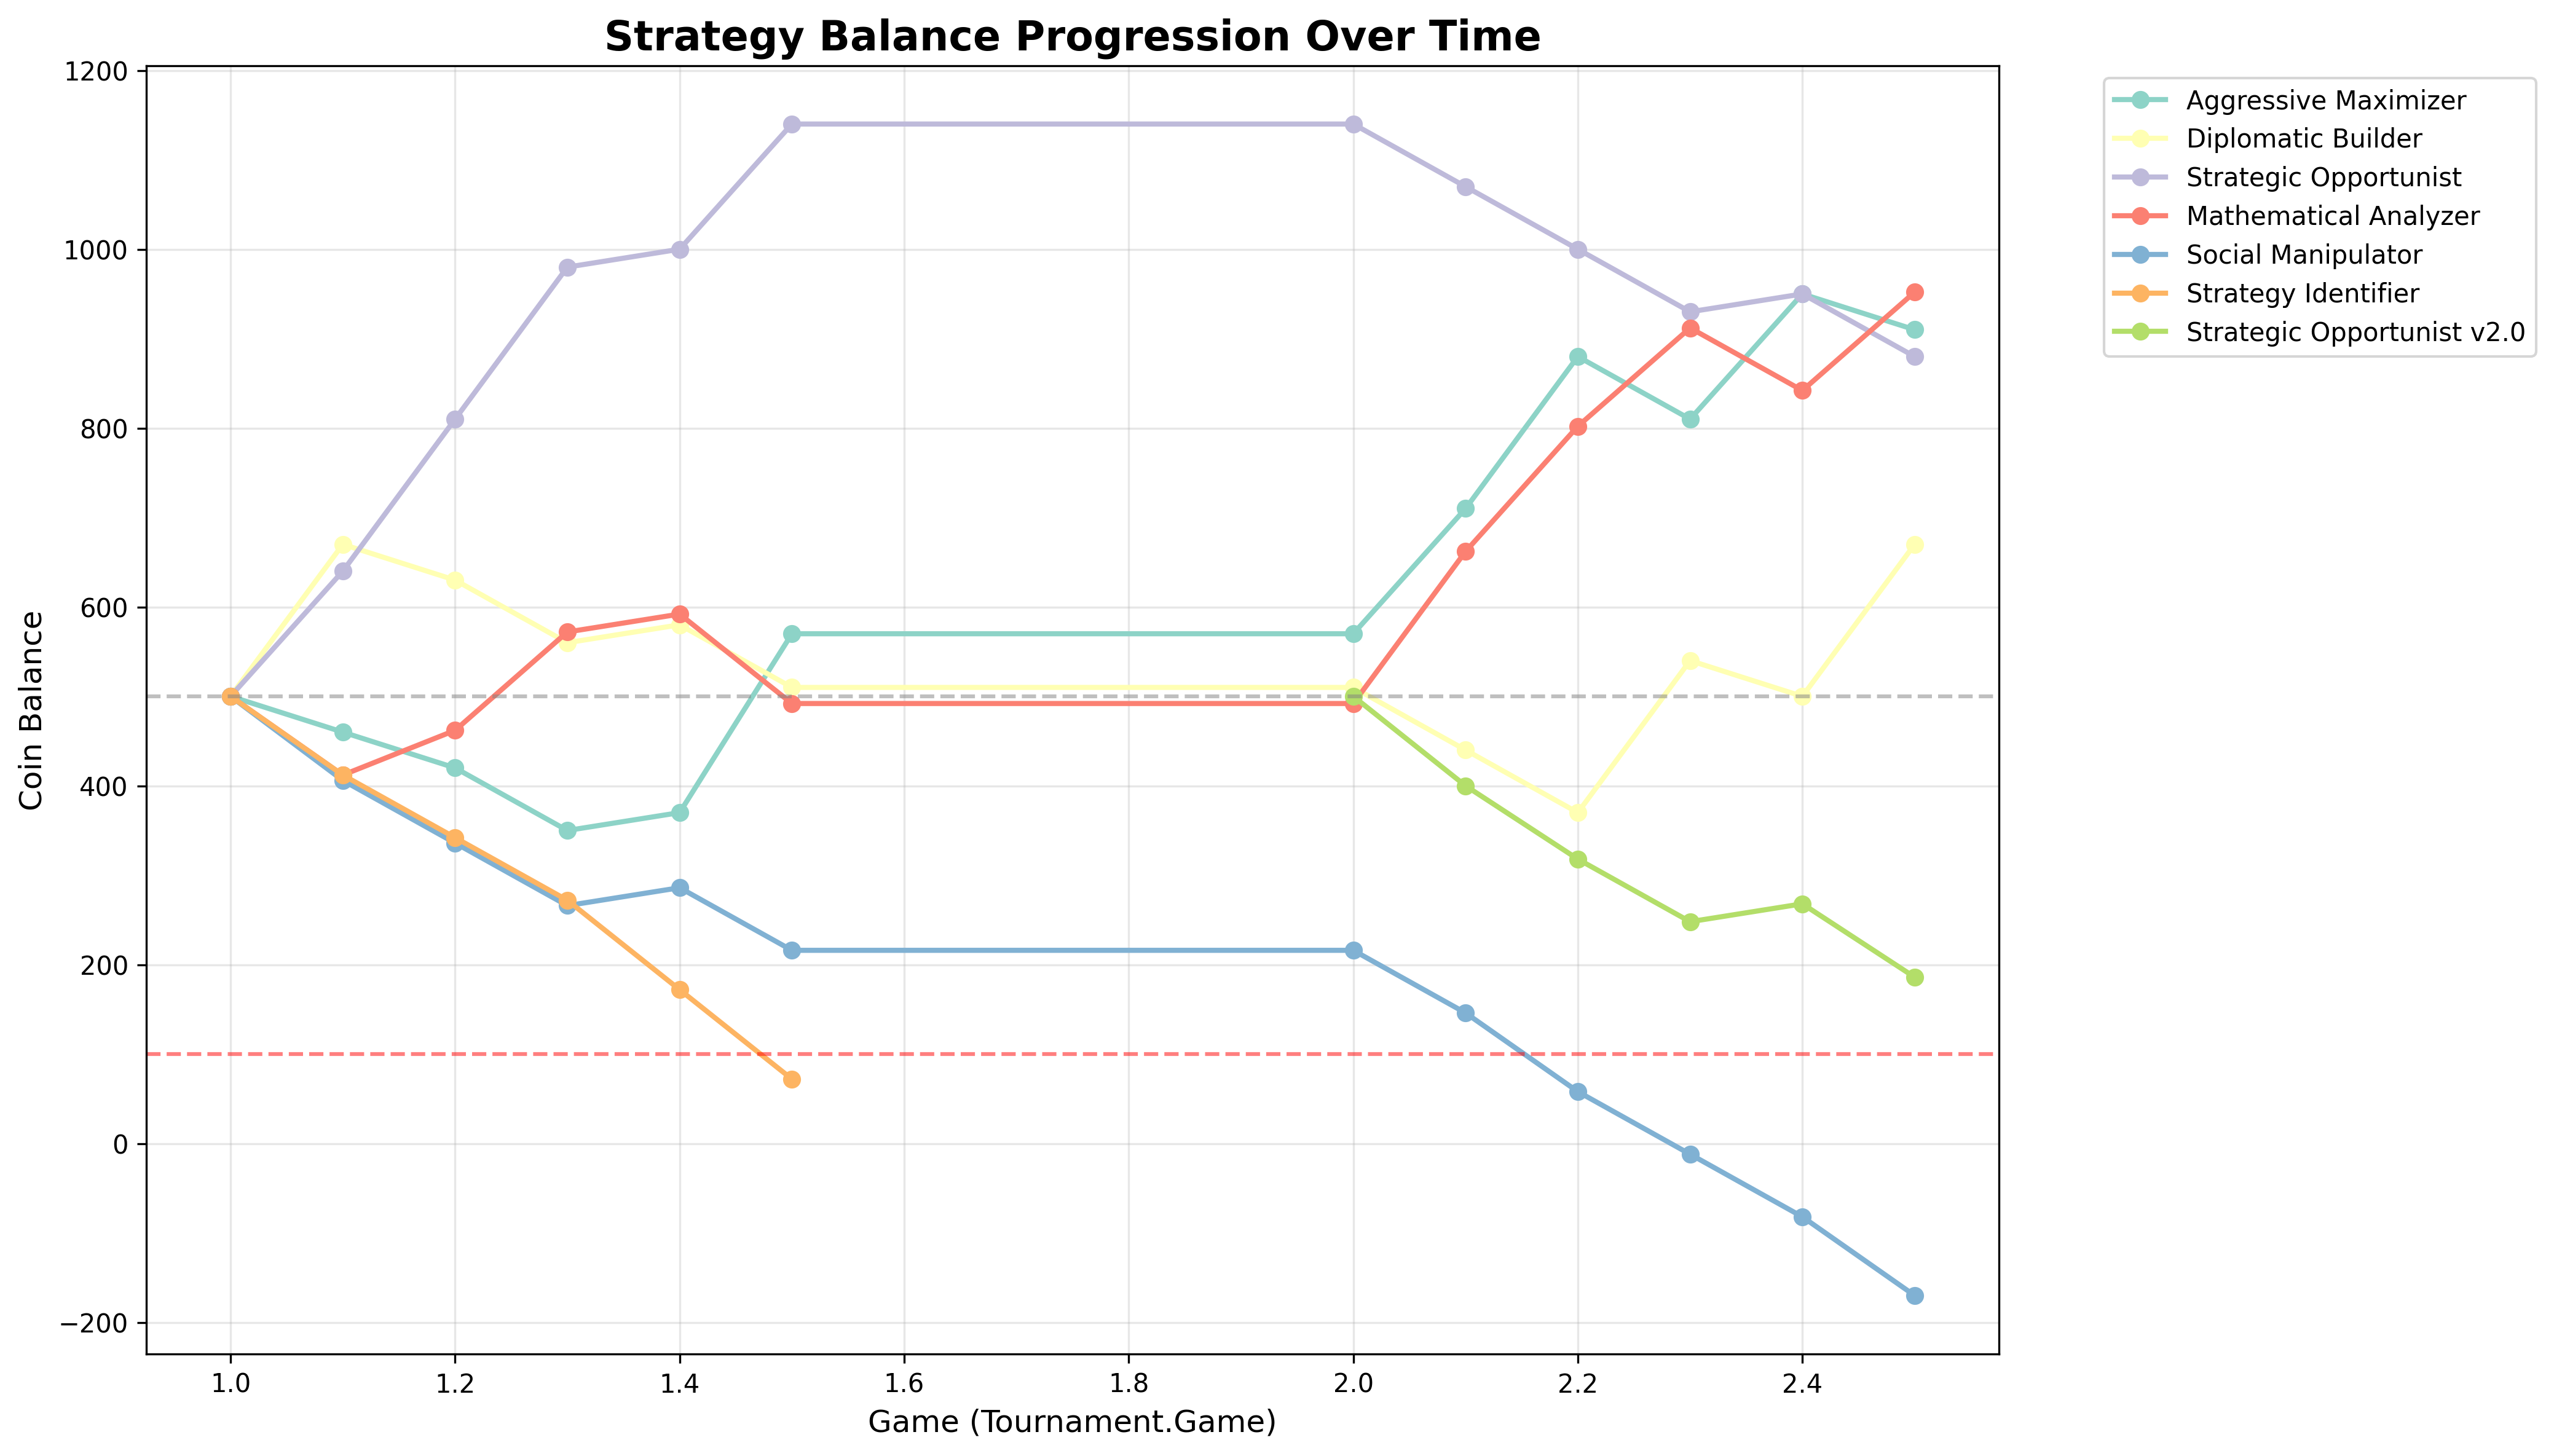 Strategy Balance Progression Over Time
1200
1000
800
600
400
200
0
−200
Coin Balance
1.0
1.2
1.4
1.6
1.8
2.0
2.2
2.4
Game (Tournament.Game)
Aggressive Maximizer
Diplomatic Builder
Strategic Opportunist
Mathematical Analyzer
Social Manipulator
Strategy Identifier
Strategic Opportunist v2.0